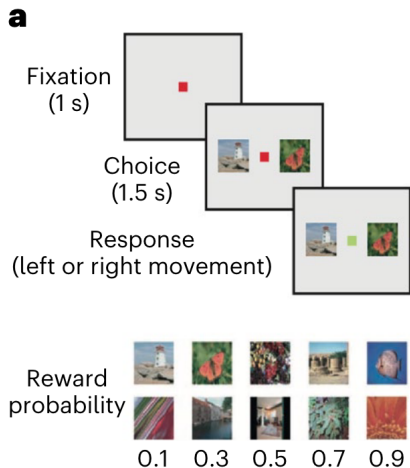 a
Fixation
(1 s)
Choice
(1.5 s)
Response
(left or right movement)
Reward
probability
0.1 0.3 0.5 0.7 0.9